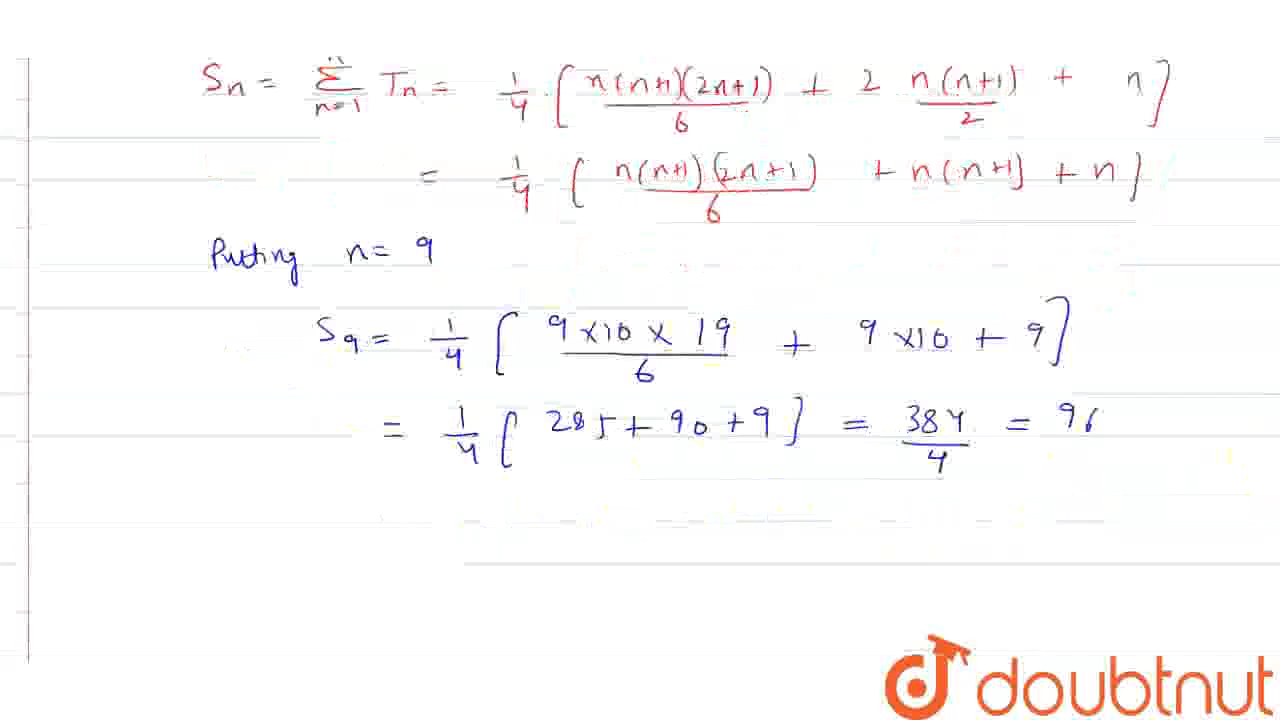 Sn = Σ n=1 n Tn = 1/4 [ n(n+1)(2n+1)/6 + 2 n(n+1)/2 + n ]
= 1/4 [ n(n+1)(2n+1)/6 + n(n+1) + n ]
Putting n = 9
S9 = 1/4 [ 9×10×19/6 + 9×10 + 9 ]
= 1/4 [ 285 + 90 + 9 ] = 384/4 = 96
doubtnut